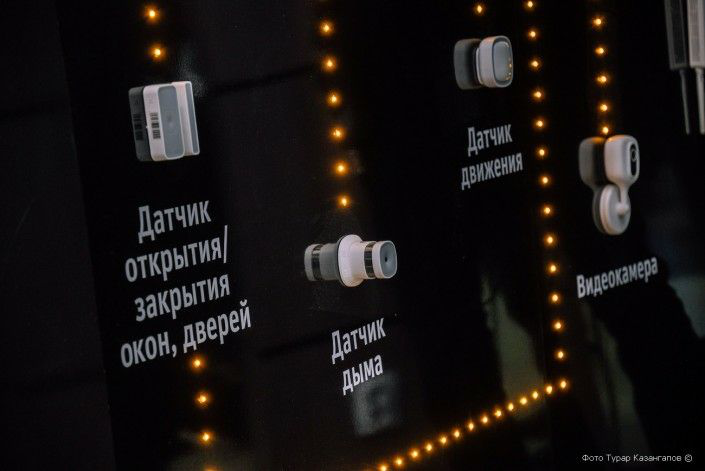 Датчик
открытия/
закрытия
окон, дверей
Датчик
дыма
Датчик
движения
Видеокамера
Фото Турар Казангапов ©